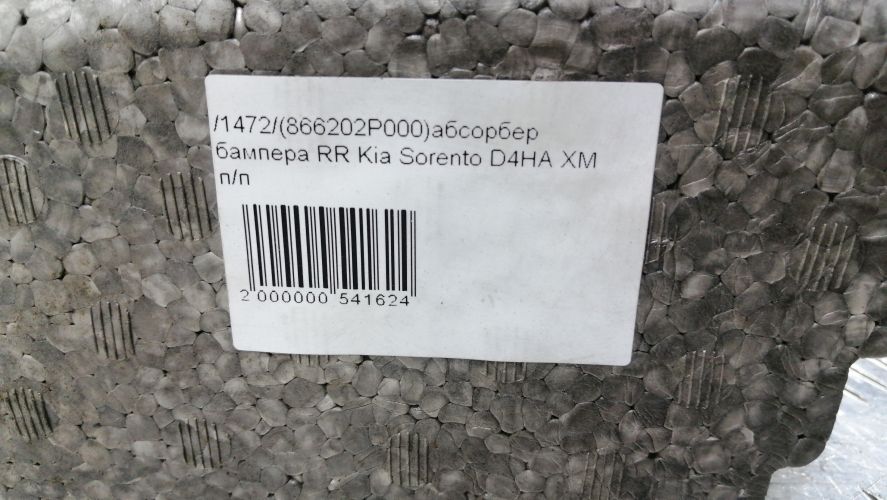 /1472/(866202P000)абсорбер
бампера RR Kia Sorento D4HA XM
п/п
2 000000 541624